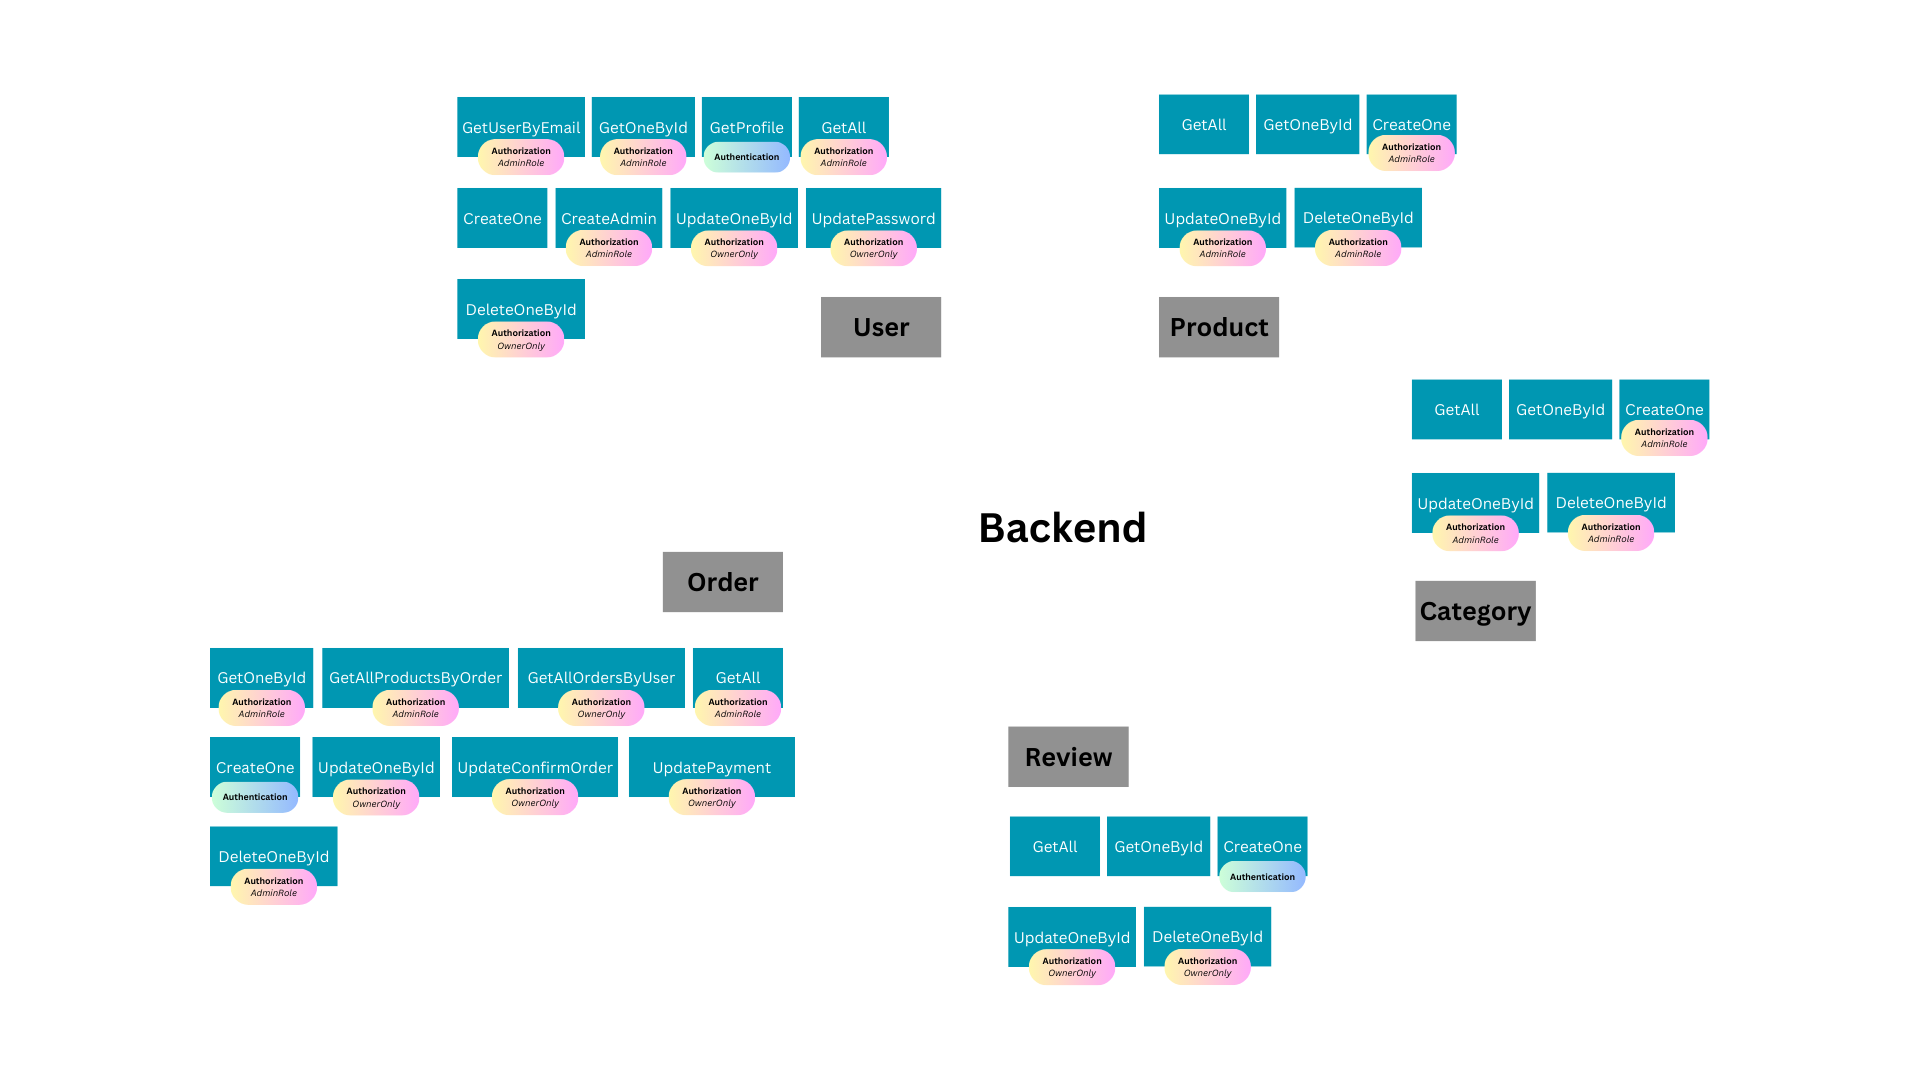 GetUserByEmail
Authorization
AdminRole
GetOneById
Authorization
AdminRole
GetProfile
Authentication
GetAll
Authorization
AdminRole
CreateOne
CreateAdmin
Authorization
AdminRole
UpdateOneById
Authorization
OwnerOnly
UpdatePassword
Authorization
OwnerOnly
DeleteOneById
Authorization
OwnerOnly
User
GetAll
GetOneById
CreateOne
Authorization
AdminRole
UpdateOneById
Authorization
AdminRole
DeleteOneById
Authorization
AdminRole
Product
GetAll
GetOneById
CreateOne
Authorization
AdminRole
UpdateOneById
Authorization
AdminRole
DeleteOneById
Authorization
AdminRole
Category
Backend
Order
GetOneById
Authorization
AdminRole
GetAllProductsByOrder
Authorization
AdminRole
GetAllOrdersByUser
Authorization
OwnerOnly
GetAll
Authorization
AdminRole
CreateOne
Authentication
UpdateOneById
Authorization
OwnerOnly
UpdateConfirmOrder
Authorization
OwnerOnly
UpdatePayment
Authorization
OwnerOnly
DeleteOneById
Authorization
AdminRole
Review
GetAll
GetOneById
CreateOne
Authentication
UpdateOneById
Authorization
OwnerOnly
DeleteOneById
Authorization
OwnerOnly